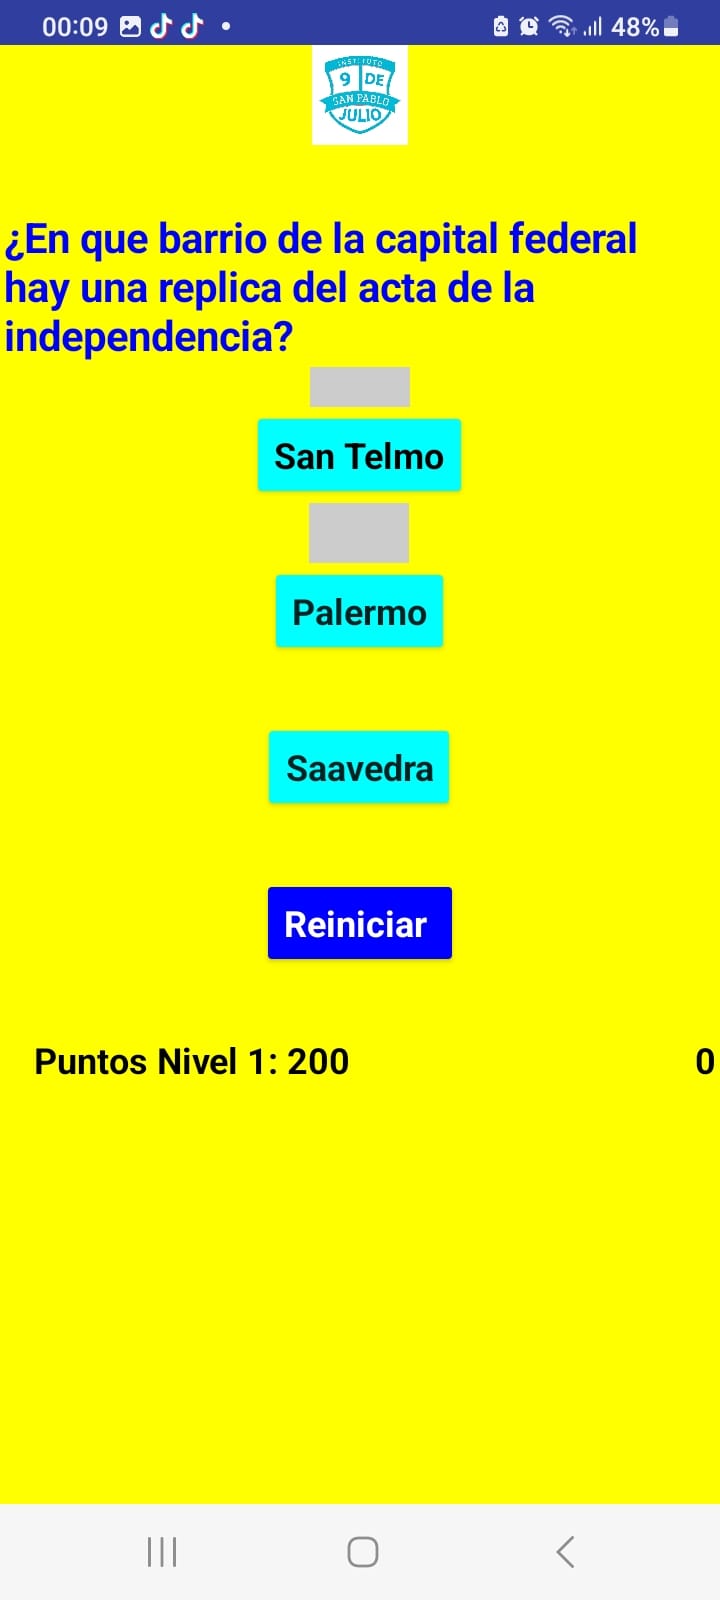 00:09
48%
INSTITUTO
9 DE
SAN PABLO
JULIO
¿En que barrio de la capital federal
hay una replica del acta de la
independencia?
San Telmo
Palermo
Saavedra
Reiniciar
Puntos Nivel 1: 200 0